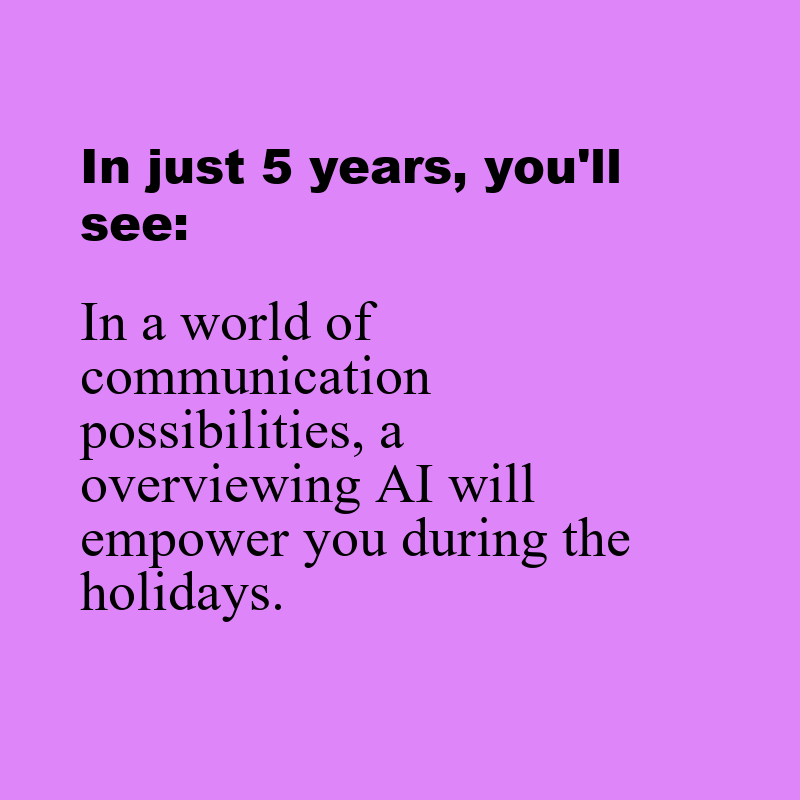 In just 5 years, you'll
see:
In a world of
communication
possibilities, a
overviewing AI will
empower you during the
holidays.